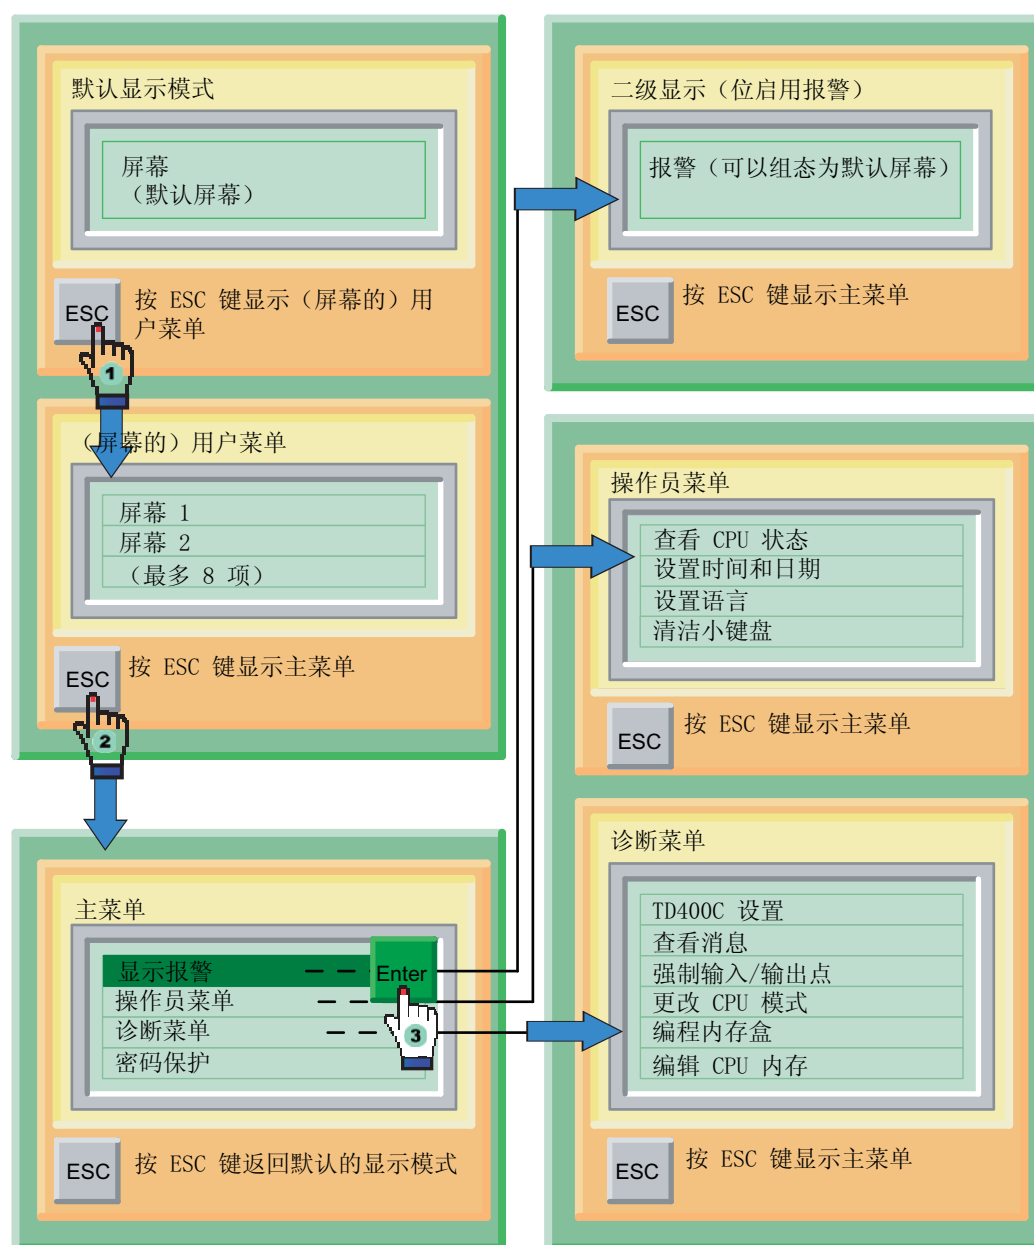 默认显示模式
屏幕
（默认屏幕）
ESC
按 ESC 键显示（屏幕的）用
户菜单
1
（屏幕的）用户菜单
屏幕 1
屏幕 2
（最多 8 项）
ESC
按 ESC 键显示主菜单
2
主菜单
显示报警
Enter
操作员菜单
诊断菜单
3
密码保护
ESC
按 ESC 键返回默认的显示模式
二级显示（位启用报警）
报警（可以组态为默认屏幕）
ESC
按 ESC 键显示主菜单
操作员菜单
查看 CPU 状态
设置时间和日期
设置语言
清洁小键盘
ESC
按 ESC 键显示主菜单
诊断菜单
TD400C 设置
查看消息
强制输入/输出点
更改 CPU 模式
编程内存盒
编辑 CPU 内存
ESC
按 ESC 键显示主菜单